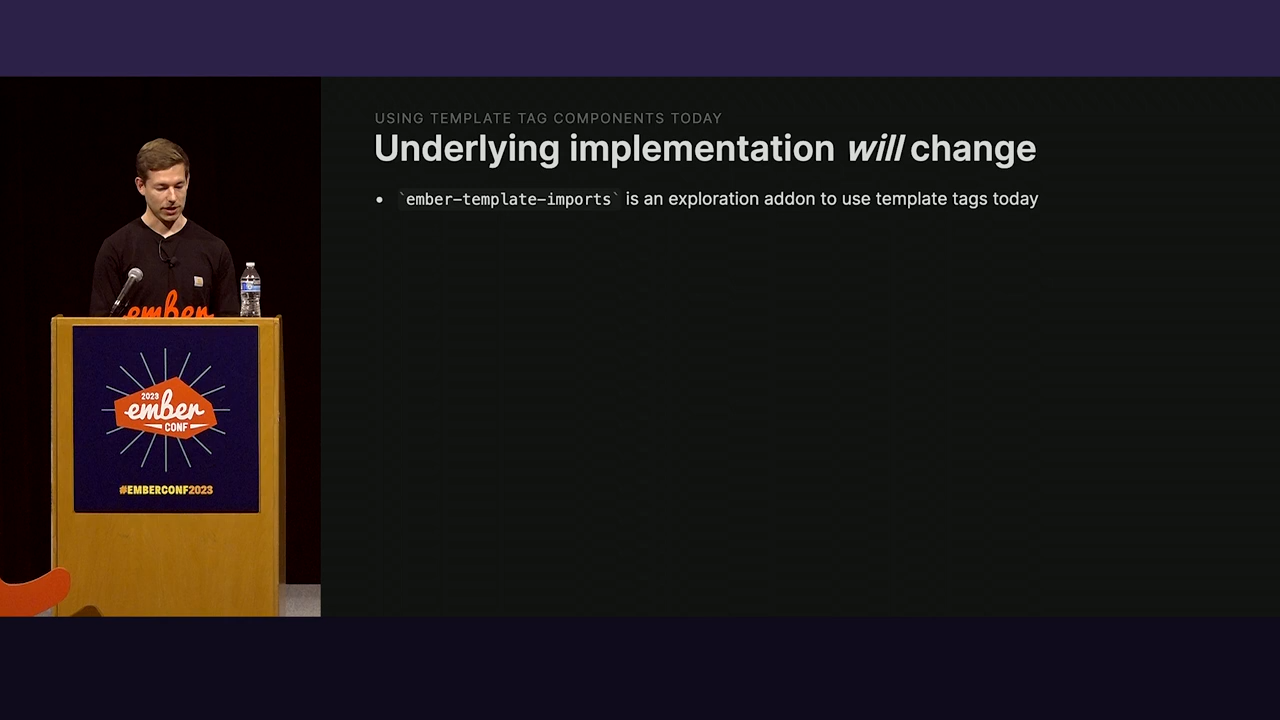 USING TEMPLATE TAG COMPONENTS TODAY
Underlying implementation will change
• `ember-template-imports` is an exploration addon to use template tags today
ember
2023
ember
CONF
#EMBERCONF2023